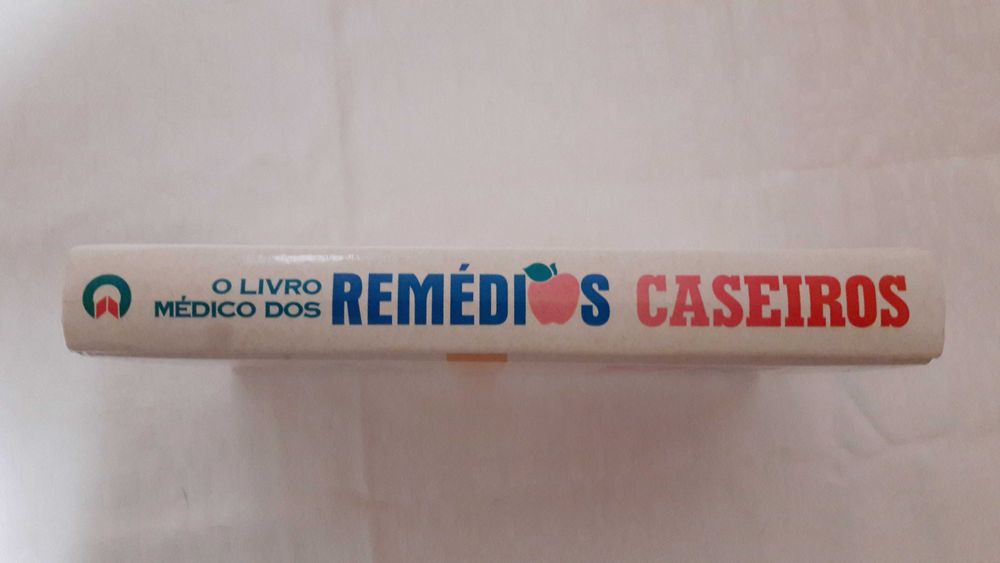 O LIVRO
MÉDICO DOS
REMÉDIOS CASEIROS